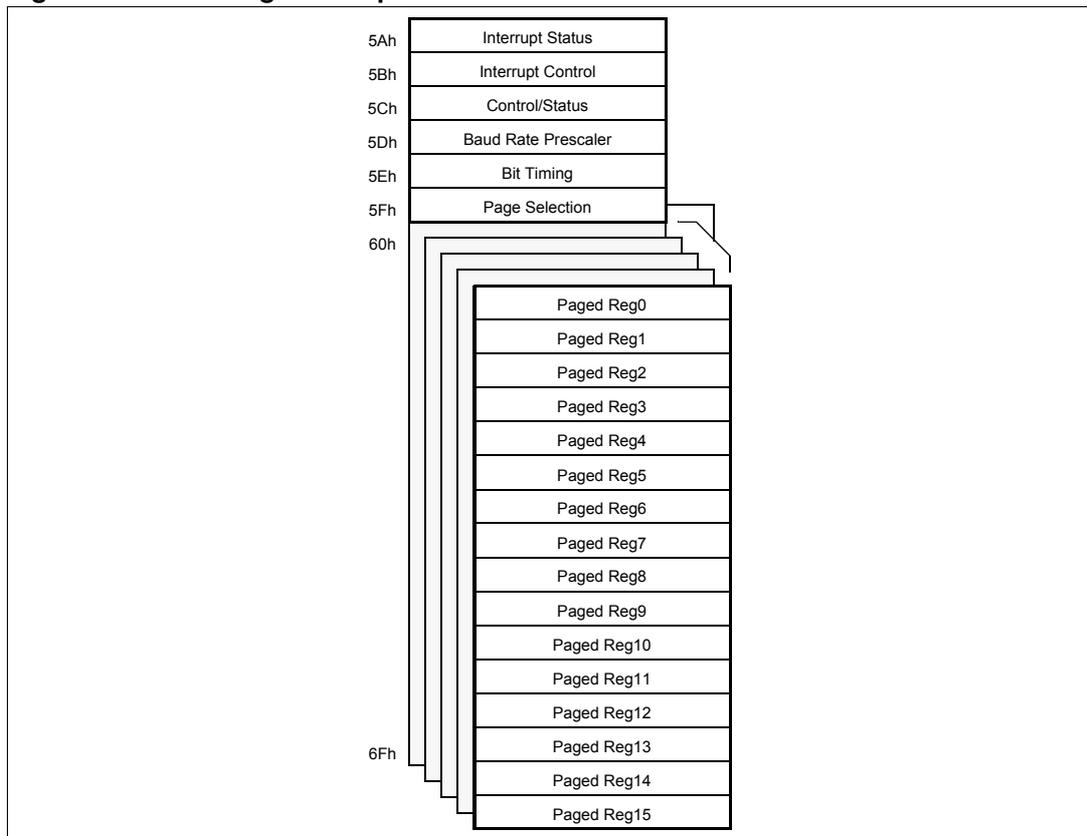 5Ah Interrupt Status
5Bh Interrupt Control
5Ch Control/Status
5Dh Baud Rate Prescaler
5Eh Bit Timing
5Fh Page Selection
60h
Paged Reg0
Paged Reg1
Paged Reg2
Paged Reg3
Paged Reg4
Paged Reg5
Paged Reg6
Paged Reg7
Paged Reg8
Paged Reg9
Paged Reg10
Paged Reg11
Paged Reg12
6Fh Paged Reg13
Paged Reg14
Paged Reg15